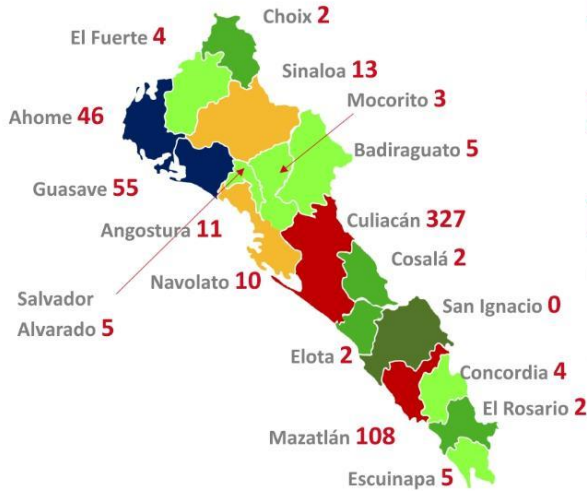 Choix 2
El Fuerte 4
Sinaloa 13
Mocorito 3
Ahome 46
Badiraguato 5
Guasave 55
Culiacán 327
Angostura 11
Cosalá 2
Navolato 10
Salvador
Alvarado 5
San Ignacio 0
Elota 2
Concordia 4
El Rosario 2
Mazatlán 108
Escuinapa 5